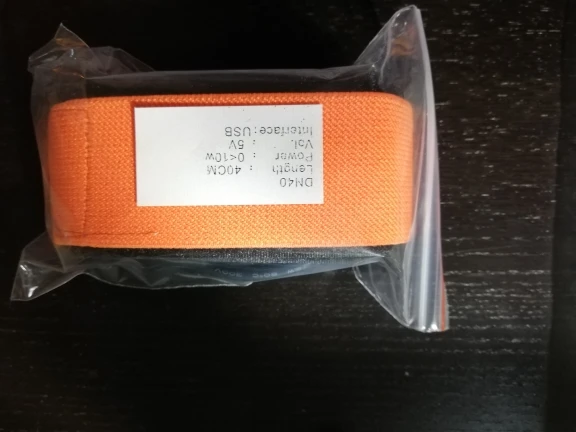 DN40
Length : 40CM
Power : 0<10w
Vol. : 5V
Interface:USB